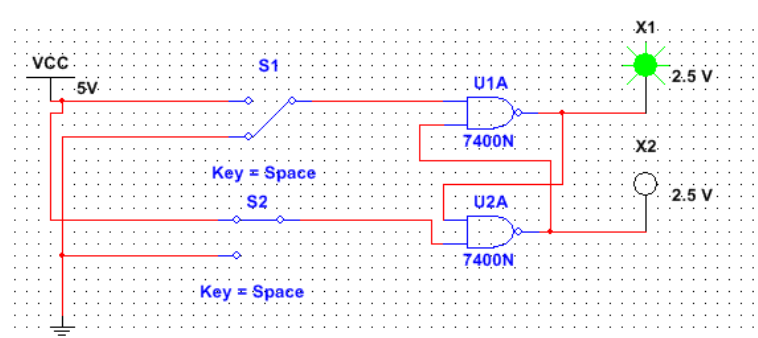 X1
VCC
5V
S1
U1A
2.5 V
7400N
X2
Key = Space
S2
U2A
2.5 V
7400N
Key = Space